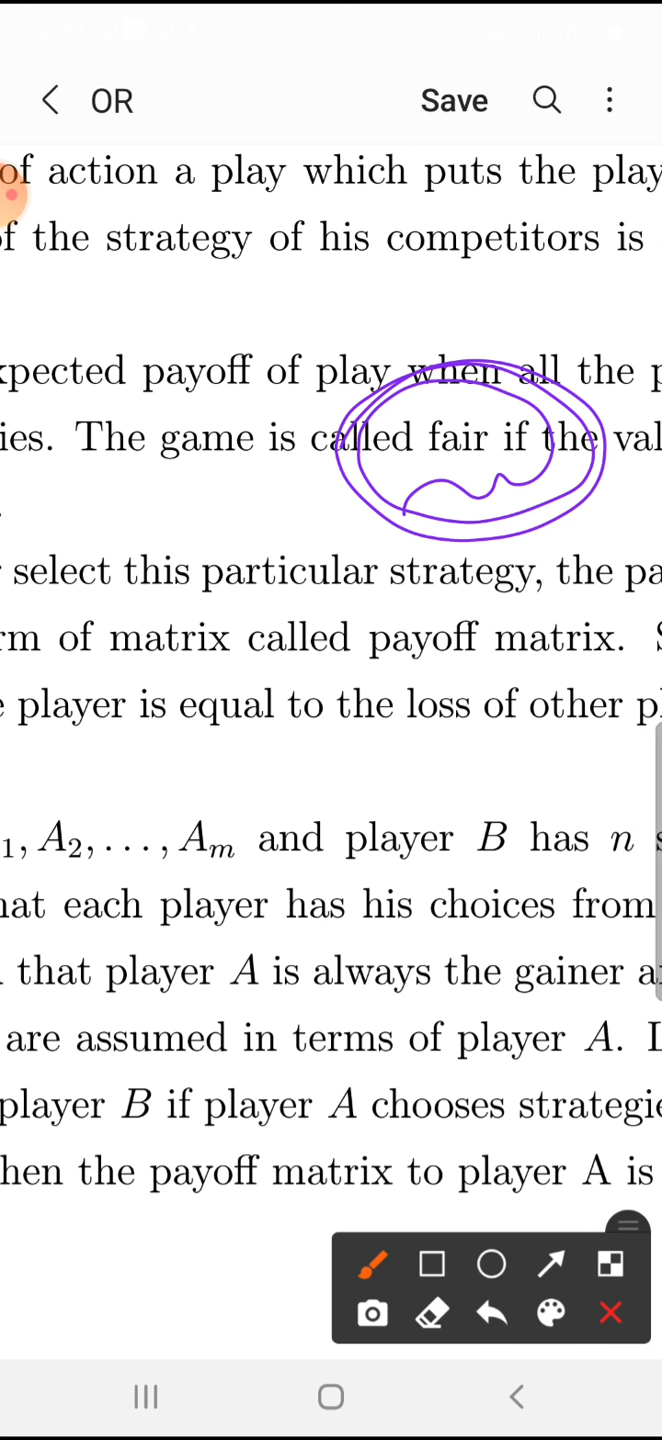 OR Save
of action a play which puts the play
of the strategy of his competitors is
xpected payoff of play when all the p
ies. The game is called fair if the val
select this particular strategy, the pa
rm of matrix called payoff matrix. S
e player is equal to the loss of other pl
1, A2, . . . , Am and player B has n s
hat each player has his choices from
that player A is always the gainer a
are assumed in terms of player A. L
player B if player A chooses strategie
hen the payoff matrix to player A is